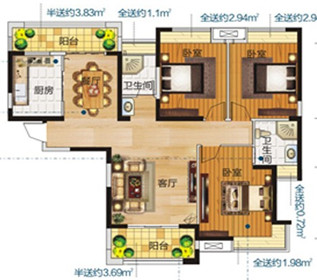 半送约3.83㎡
全送约1.1㎡
全送约2.94㎡
全送约2.9
阳台
卧室
卧室
餐厅
卫生间
厨房
卫生间
卧室
客厅
全送约0.72㎡
阳台
半送约3.69㎡
全送约1.98㎡